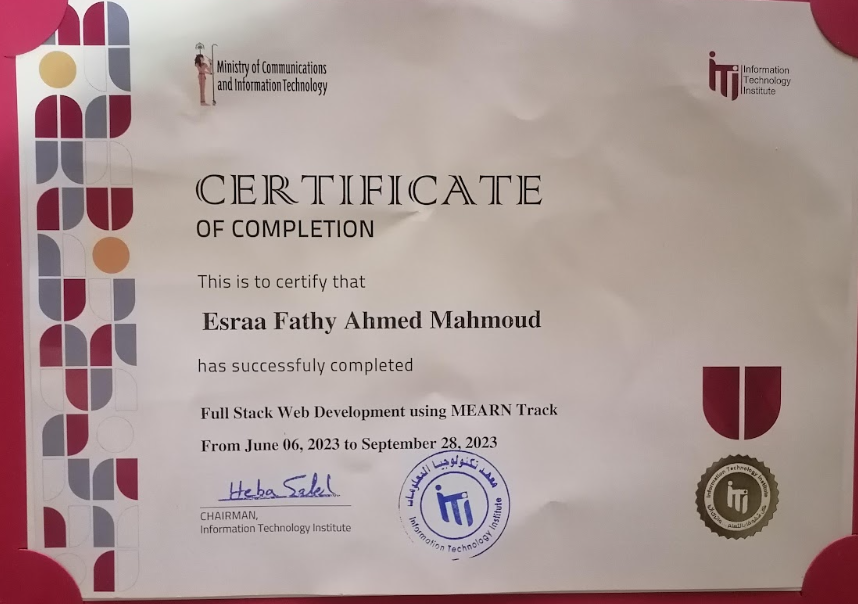 Ministry of Communications
and Information Technology
iTi
Information
Technology
Institute
CERTIFICATE
OF COMPLETION
This is to certify that
Esraa Fathy Ahmed Mahmoud
has successfuly completed
Full Stack Web Development using MEARN Track
From June 06, 2023 to September 28, 2023
Heba Saleh
CHAIRMAN,
Information Technology Institute
معهد تكنولوجيا المعلومات
iTi
Information Technology Institute
Information Technology Institute
iTi